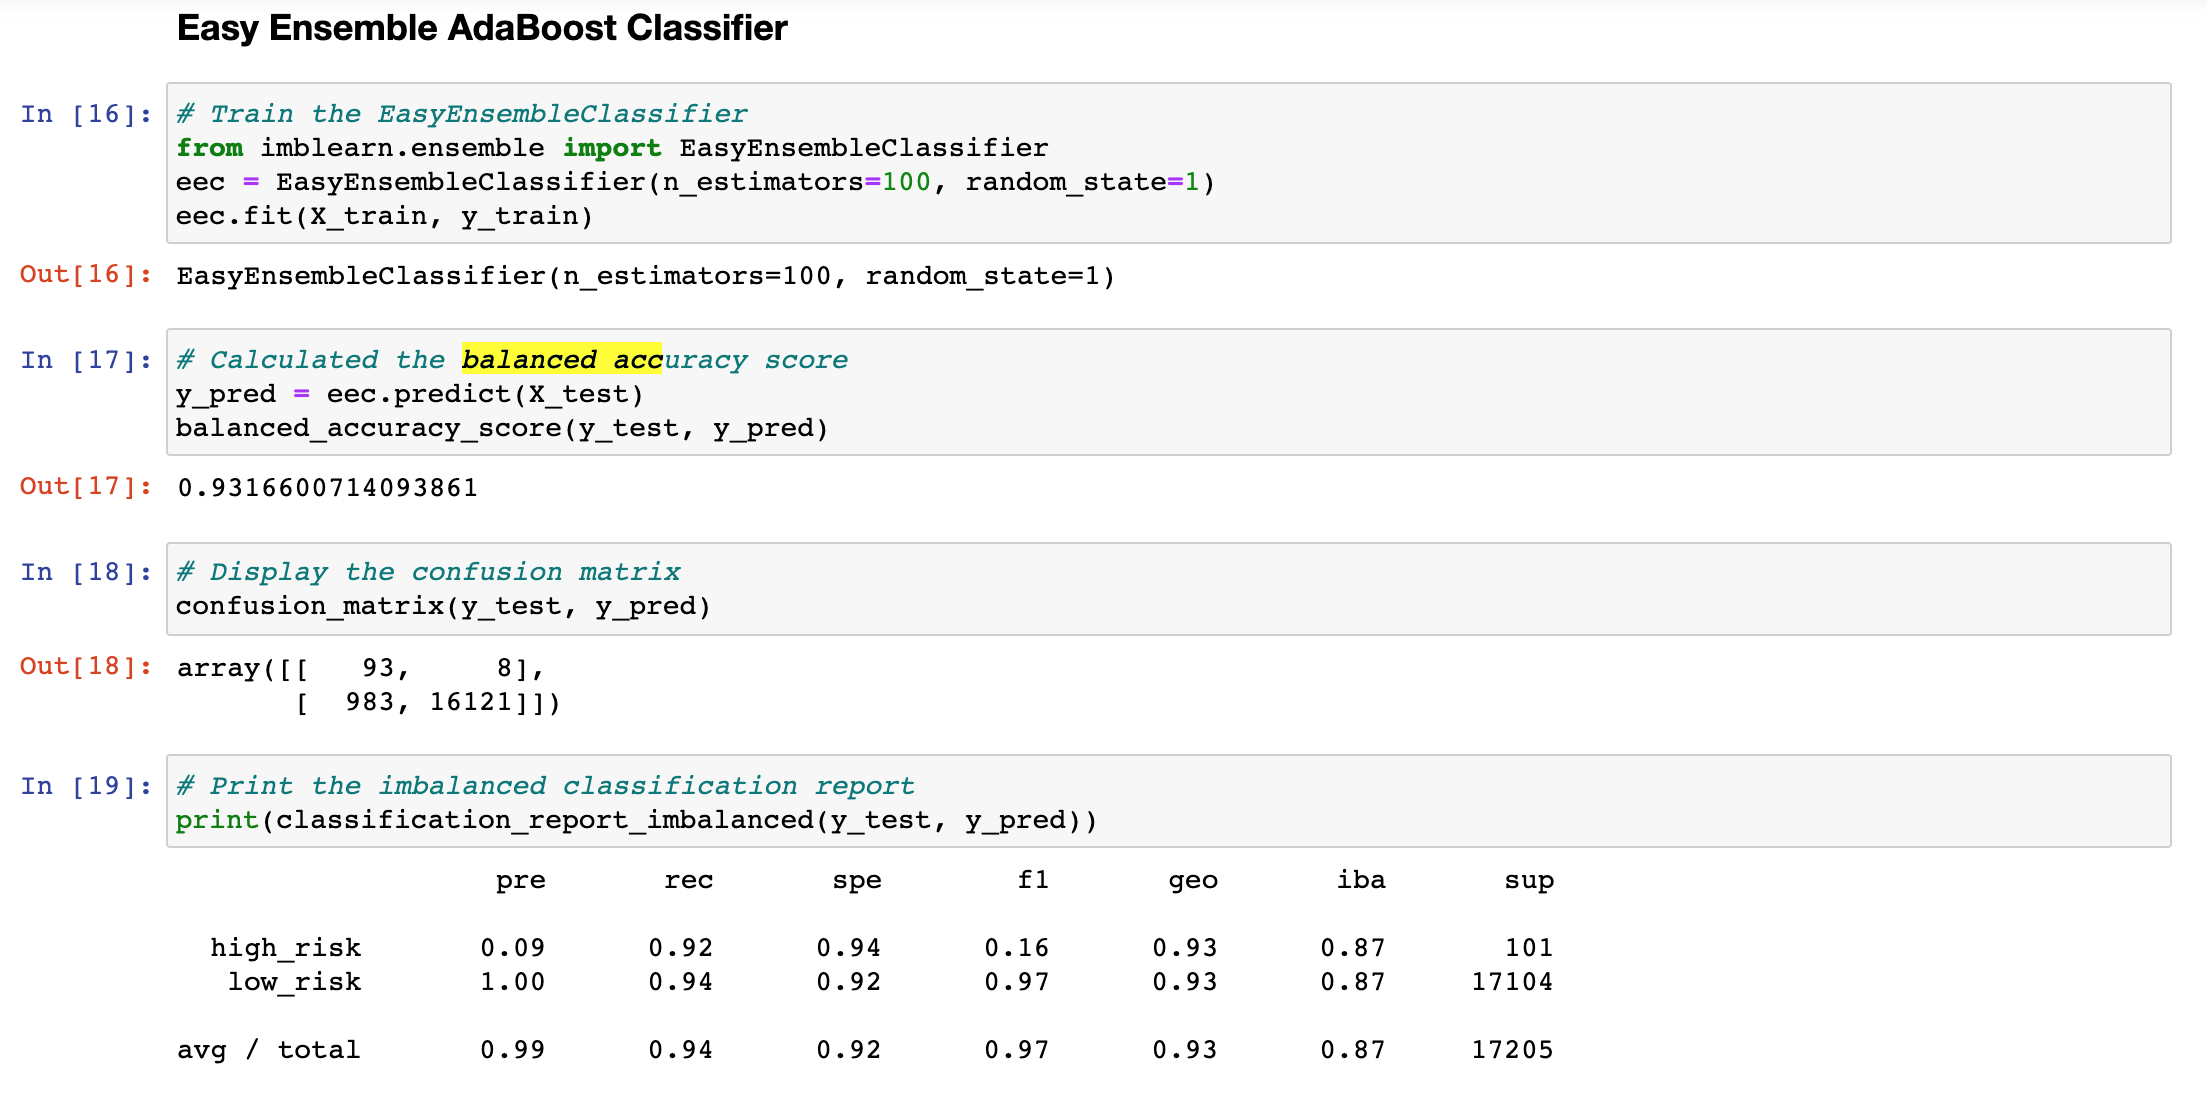 Easy Ensemble AdaBoost Classifier
In [16]: # Train the EasyEnsembleClassifier
from imblearn.ensemble import EasyEnsembleClassifier
eec = EasyEnsembleClassifier(n_estimators=100, random_state=1)
eec.fit(X_train, y_train)
Out[16]: EasyEnsembleClassifier(n_estimators=100, random_state=1)
In [17]: # Calculated the balanced accuracy score
y_pred = eec.predict(X_test)
balanced_accuracy_score(y_test, y_pred)
Out[17]: 0.9316600714093861
In [18]: # Display the confusion matrix
confusion_matrix(y_test, y_pred)
Out[18]: array([[   93,     8],
       [  983, 16121]])
In [19]: # Print the imbalanced classification report
print(classification_report_imbalanced(y_test, y_pred))
pre rec spe f1 geo iba sup
high_risk 0.09 0.92 0.94 0.16 0.93 0.87 101
low_risk 1.00 0.94 0.92 0.97 0.93 0.87 17104
avg / total 0.99 0.94 0.92 0.97 0.93 0.87 17205